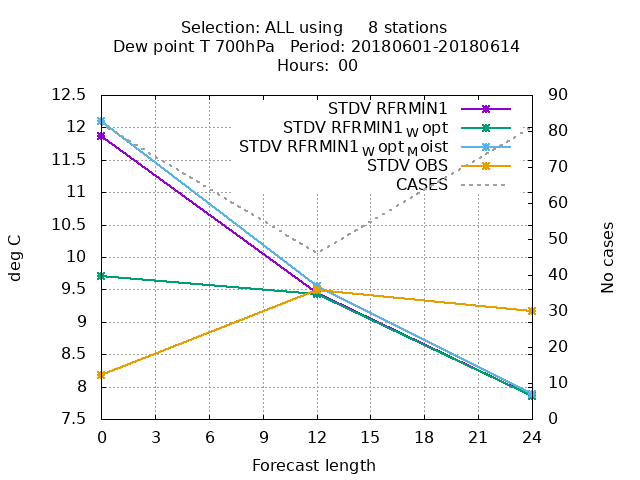 Selection: ALL using 8 stations
Dew point T 700hPa Period: 20180601-20180614
Hours: 00
STDV RFRMIN1
STDV RFRMIN1_W opt
STDV RFRMIN1_W opt_M oist
STDV OBS
CASES
12.5
12
11.5
11
10.5
10
9.5
9
8.5
8
7.5
deg C
90
80
70
60
50
40
30
20
10
0
No cases
0 3 6 9 12 15 18 21 24
Forecast length